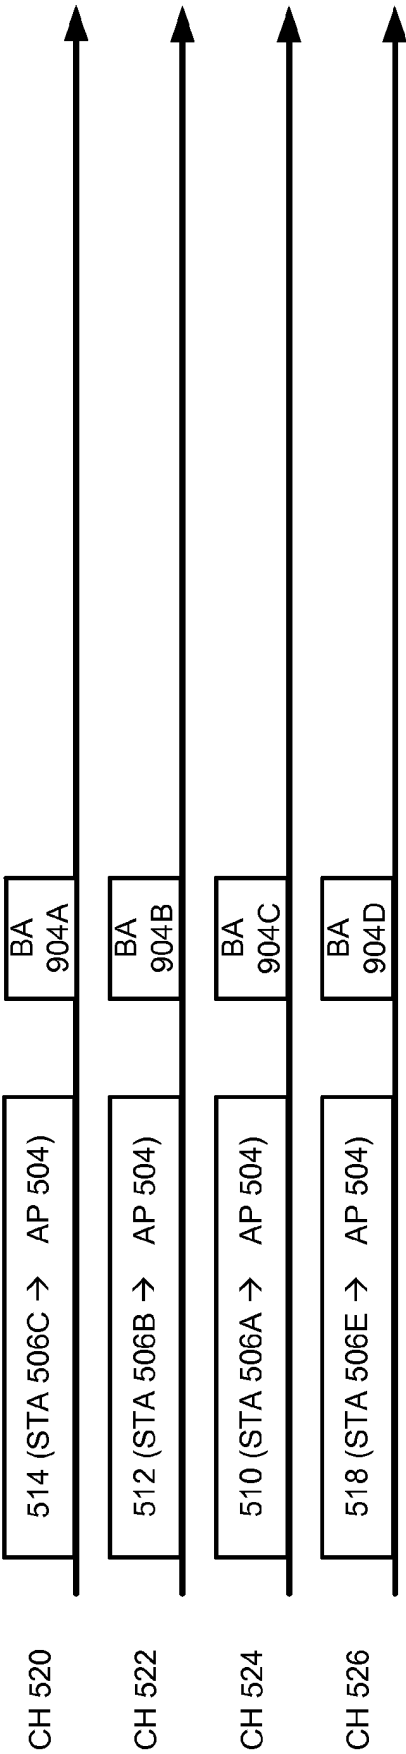 CH 520
514 (STA 506C → AP 504)
BA
904A
CH 522
512 (STA 506B → AP 504)
BA
904B
CH 524
510 (STA 506A → AP 504)
BA
904C
CH 526
518 (STA 506E → AP 504)
BA
904D